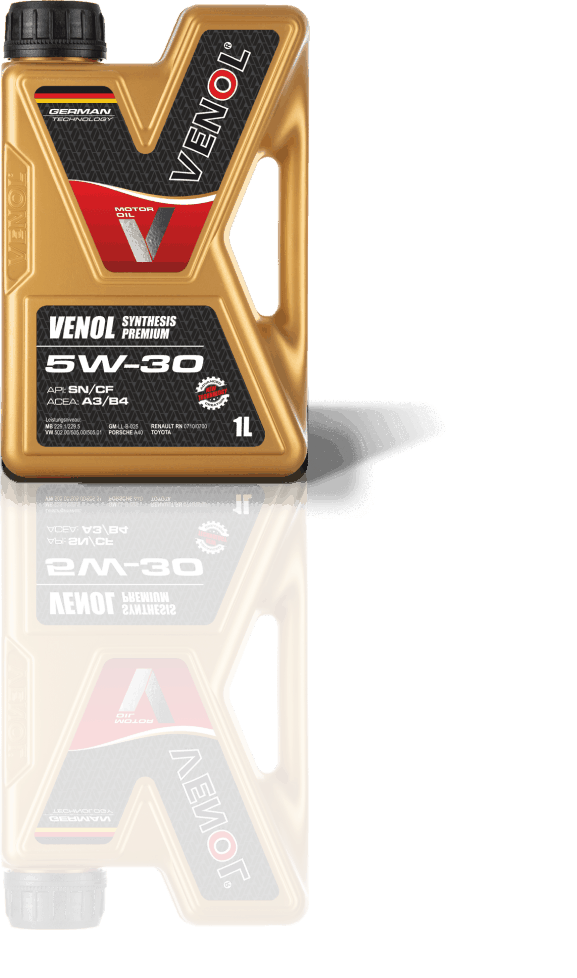 GERMAN
TECHNOLOGY
VENOL®
MOTOR
OIL
V
VENOL
VENOL SYNTHESIS
PREMIUM
5W-30
API: SN/CF
ACEA: A3/B4
Leistungsniveau:
MB 229.1/229.5 GM-LL-B-025 RENAULT RN 0710/0700
VW 502.00/505.00/505.01 PORSCHE A40 TOYOTA
1L